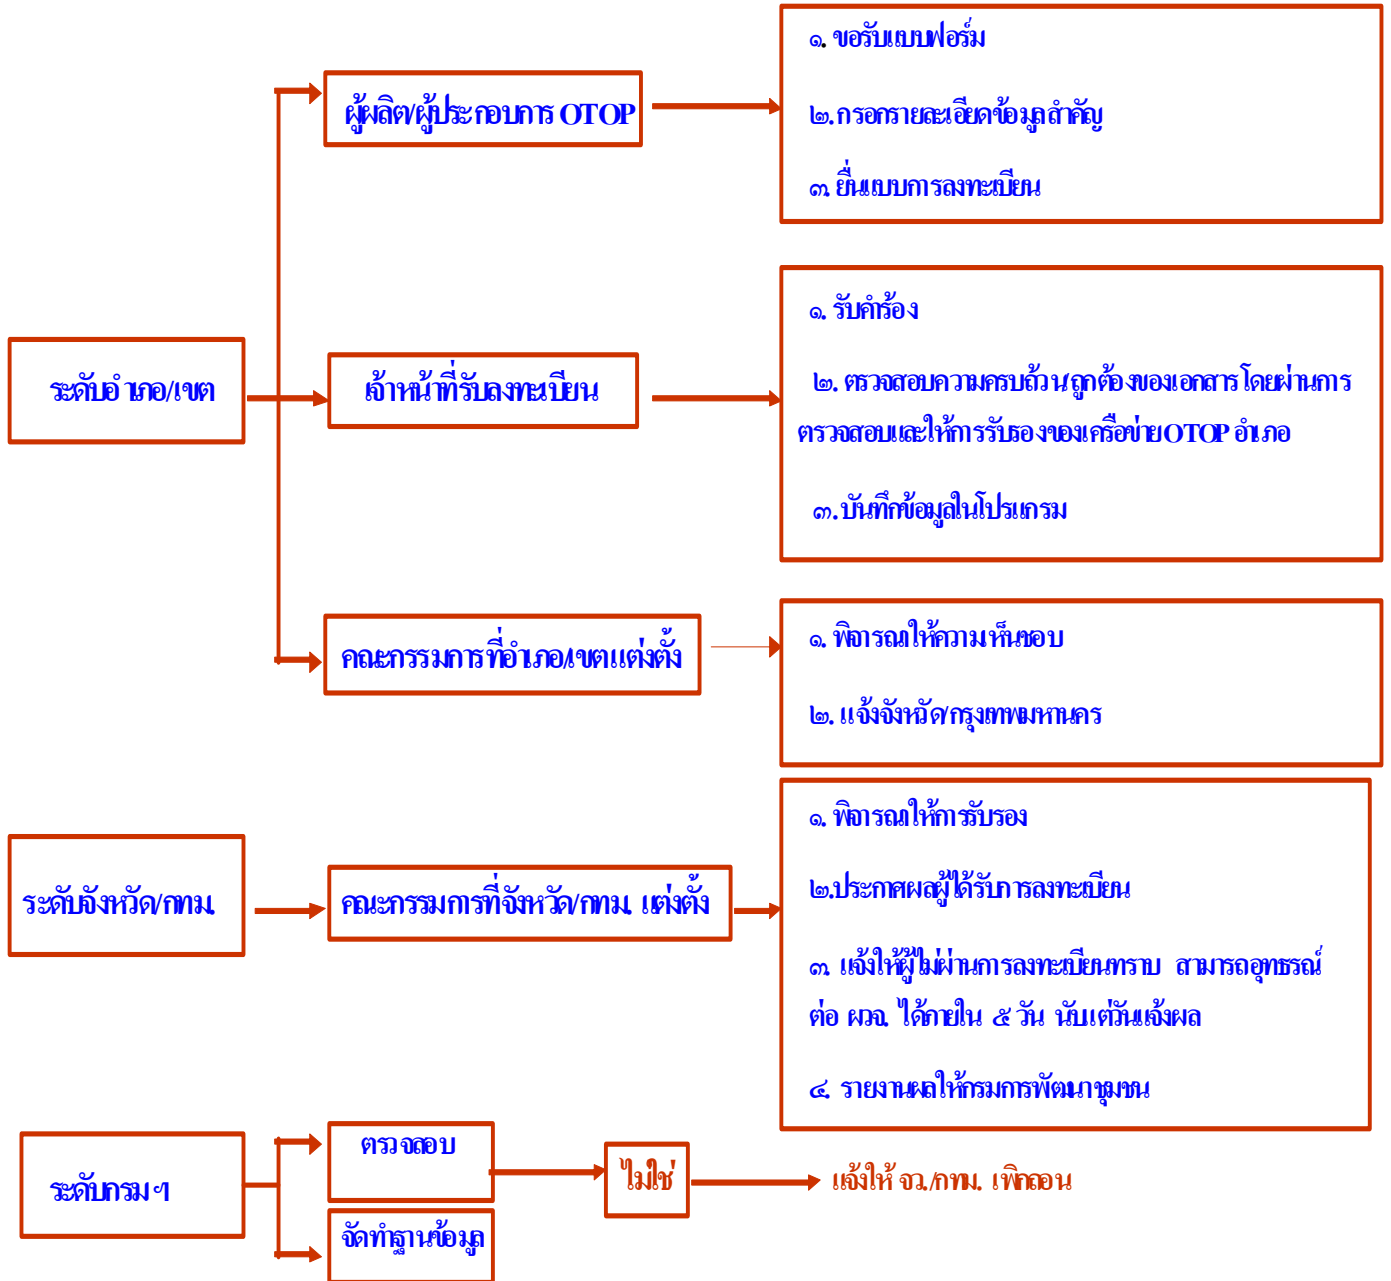 ระดับอำเภอ/เขต
ผู้ผลิต/ผู้ประกอบการ OTOP
๑. ขอรับแบบฟอร์ม
๒. กรอกรายละเอียดข้อมูลสำคัญ
๓. ยื่นแบบการลงทะเบียน
เจ้าหน้าที่รับลงทะเบียน
๑. รับคำร้อง
๒. ตรวจสอบความครบถ้วน/ถูกต้องของเอกสาร โดยผ่านการ
ตรวจสอบและให้การรับรองของเครือข่าย OTOP อำเภอ
๓. บันทึกข้อมูลในโปรแกรม
คณะกรรมการที่อำเภอ/เขตแต่งตั้ง
๑. พิจารณาให้ความเห็นชอบ
๒. แจ้งจังหวัด/กรุงเทพมหานคร
ระดับจังหวัด/กทม.
คณะกรรมการที่จังหวัด/กทม. แต่งตั้ง
๑. พิจารณาให้การรับรอง
๒.ประกาศผลผู้ได้รับการลงทะเบียน
๓. แจ้งให้ผู้ไม่ผ่านการลงทะเบียนทราบ สามารถอุทธรณ์
ต่อ ผวจ. ได้ภายใน ๕ วัน นับแต่วันแจ้งผล
๔. รายงานผลให้กรมการพัฒนาชุมชน
ระดับกรมฯ
ตรวจสอบ
ไม่ใช่
แจ้งให้ จว./กทม. เพิกถอน
จัดทำฐานข้อมูล